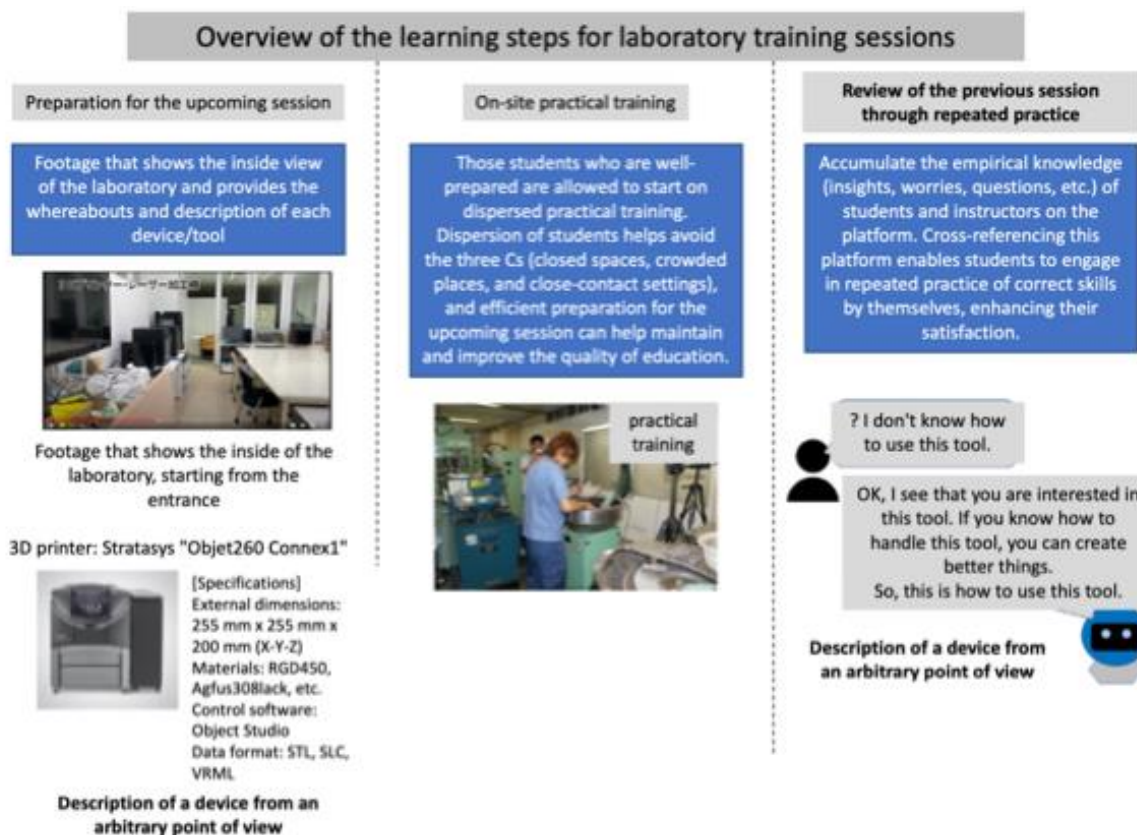 Overview of the learning steps for laboratory training sessions
Preparation for the upcoming session
Footage that shows the inside view
of the laboratory and provides the
whereabouts and description of each
device/tool
Footage that shows the inside of the
laboratory, starting from the
entrance
3D printer: Stratasys "Objet260 Connex1"
[Specifications]
External dimensions:
255 mm x 255 mm x
200 mm (X-Y-Z)
Materials: RGD450,
Agfus308lack, etc.
Control software:
Object Studio
Data format: STL, SLC,
VRML
Description of a device from an
arbitrary point of view
On-site practical training
Those students who are well-
prepared are allowed to start on
dispersed practical training.
Dispersion of students helps avoid
the three Cs (closed spaces, crowded
places, and close-contact settings),
and efficient preparation for the
upcoming session can help maintain
and improve the quality of education.
practical
training
Review of the previous session
through repeated practice
Accumulate the empirical knowledge
(insights, worries, questions, etc.) of
students and instructors on the
platform. Cross-referencing this
platform enables students to engage
in repeated practice of correct skills
by themselves, enhancing their
satisfaction.
? I don't know how
to use this tool.
OK, I see that you are interested in
this tool. If you know how to
handle this tool, you can create
better things.
So, this is how to use this tool.
Description of a device from
an arbitrary point of view